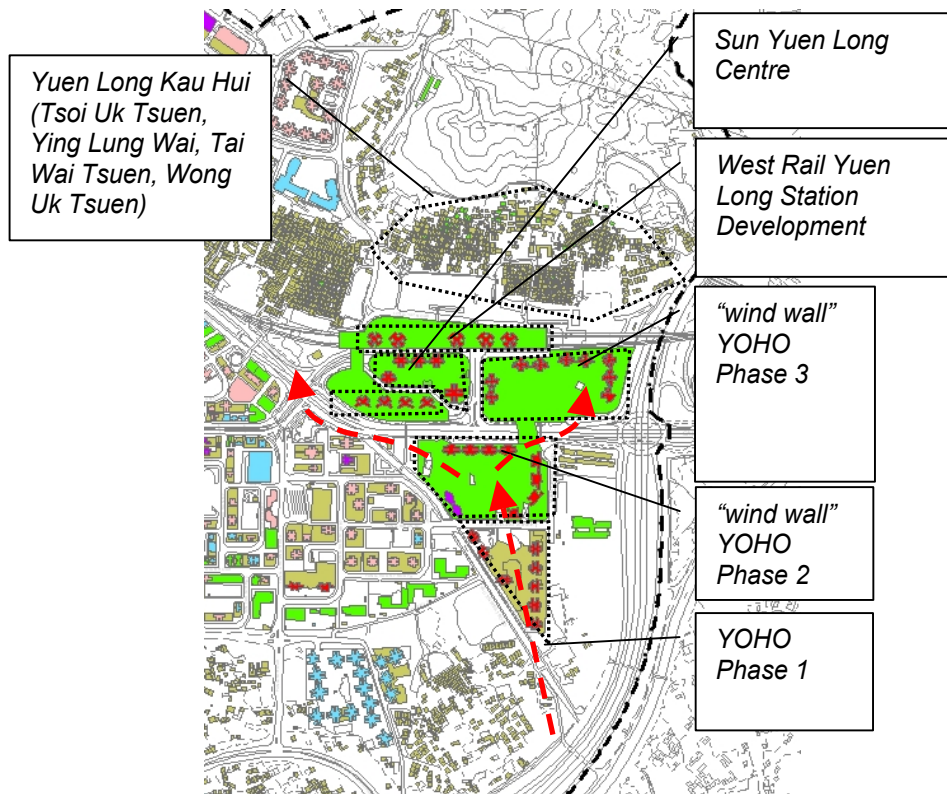 Yuen Long Kau Hui
(Tsoi Uk Tsuen,
Ying Lung Wai, Tai
Wai Tsuen, Wong
Uk Tsuen)
Sun Yuen Long
Centre
West Rail Yuen
Long Station
Development
“wind wall”
YOHO
Phase 3
“wind wall”
YOHO
Phase 2
YOHO
Phase 1